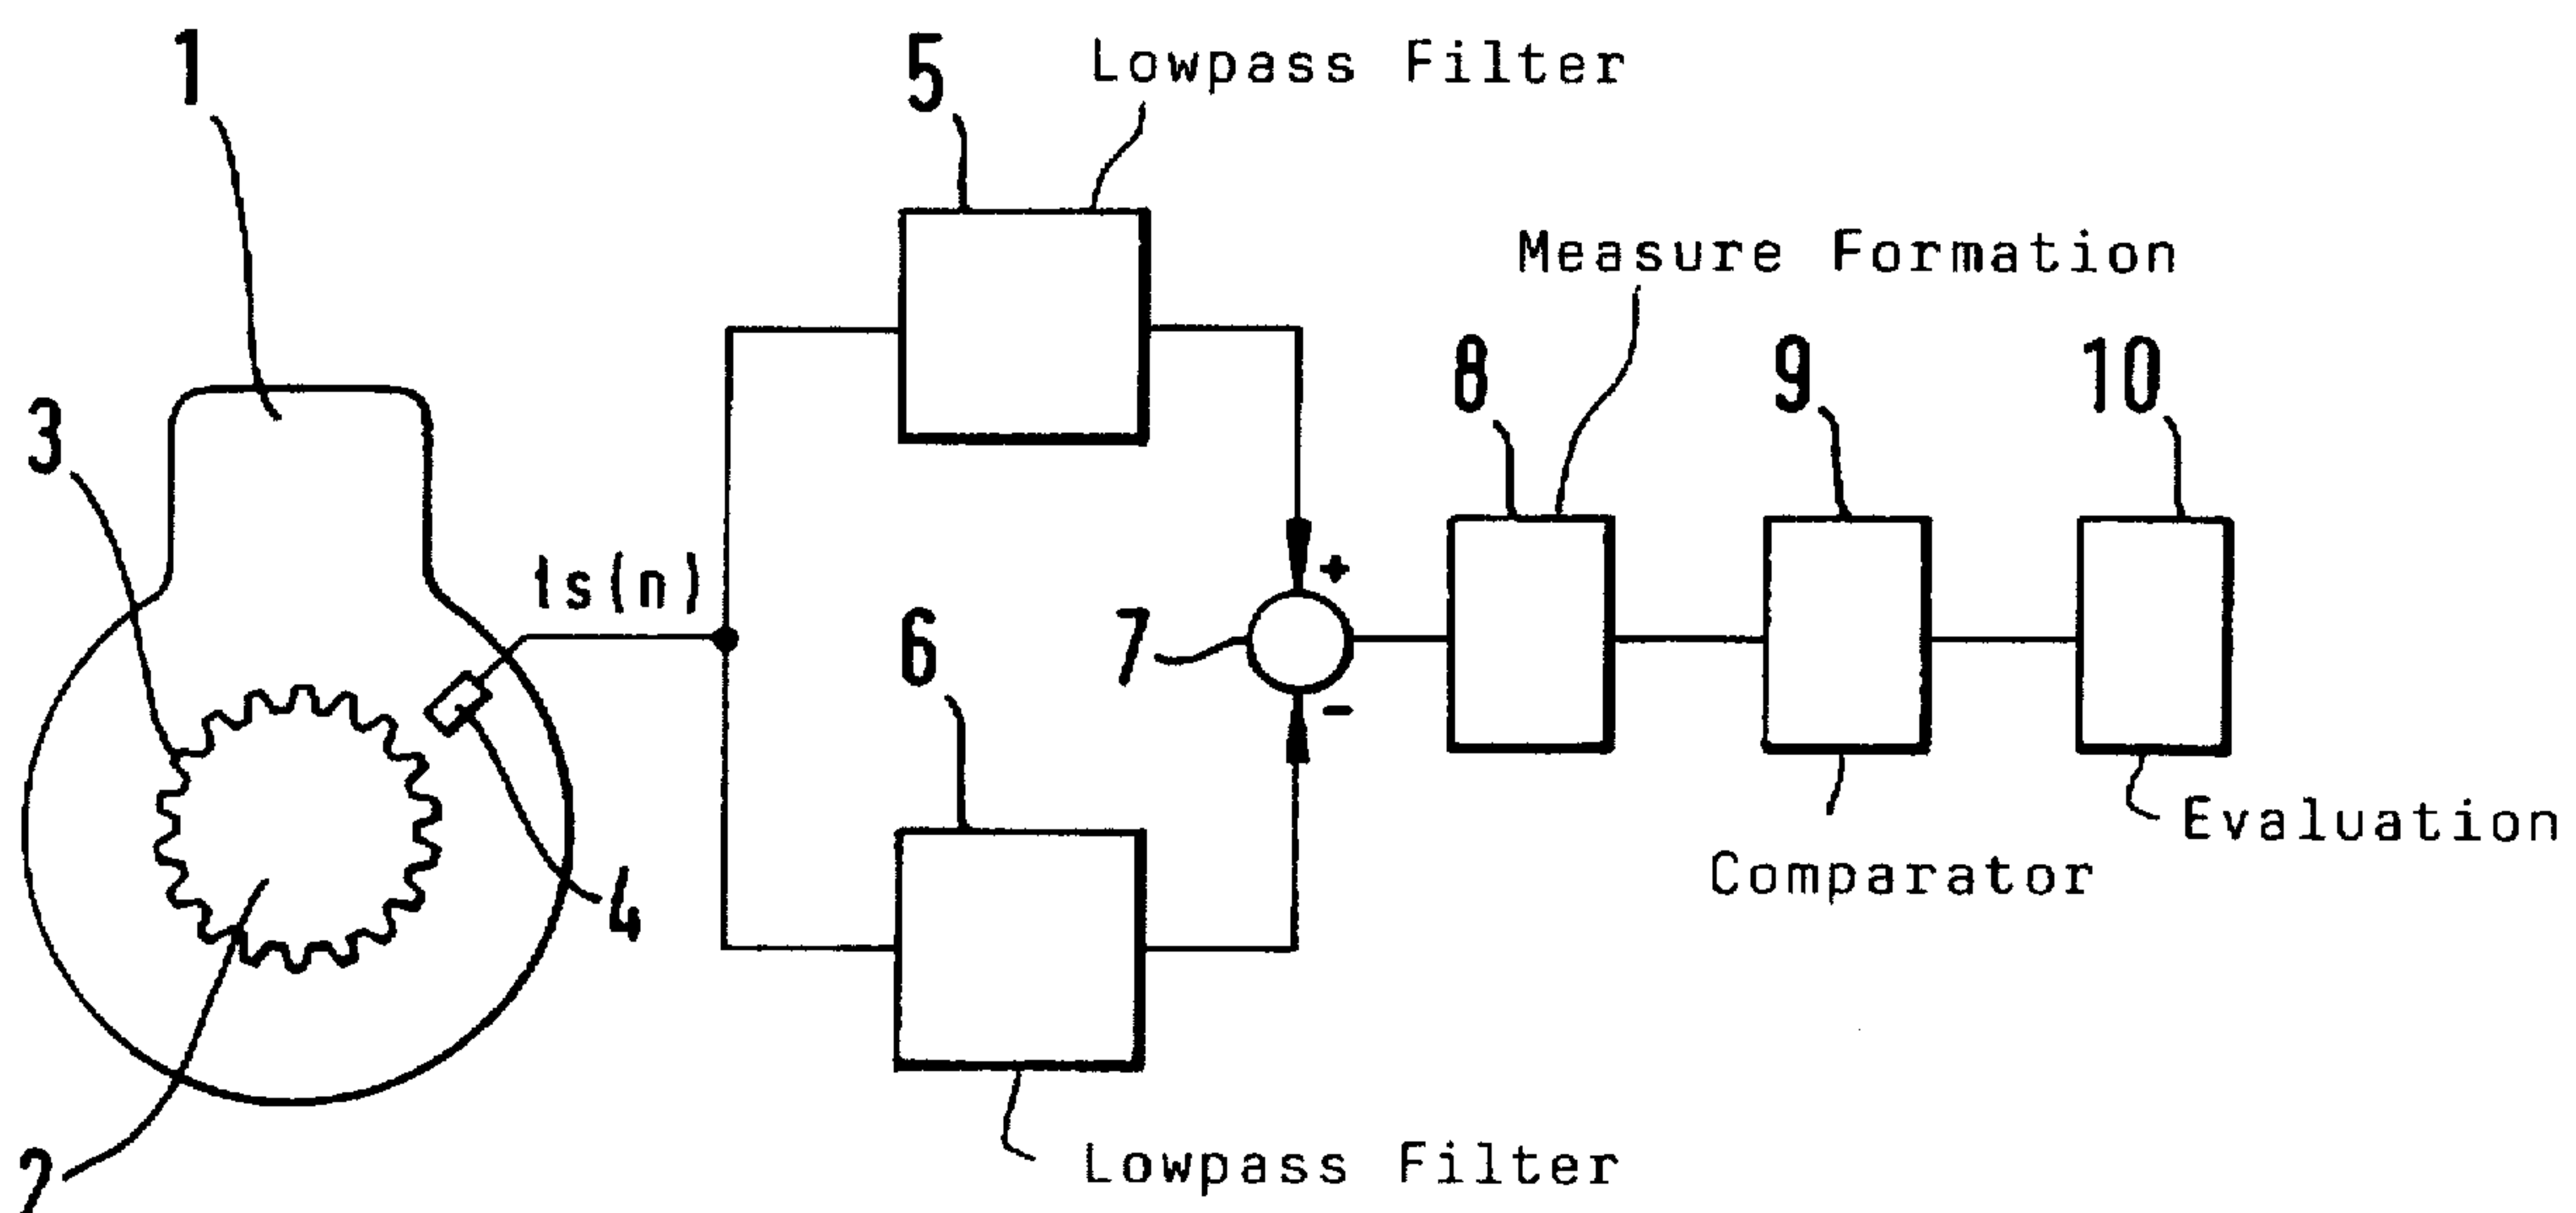 1
5
Lowpass Filter
Measure Formation
8
9
10
3
ts(n)
6
7
+
-
4
Evaluation
Comparator
2
Lowpass Filter